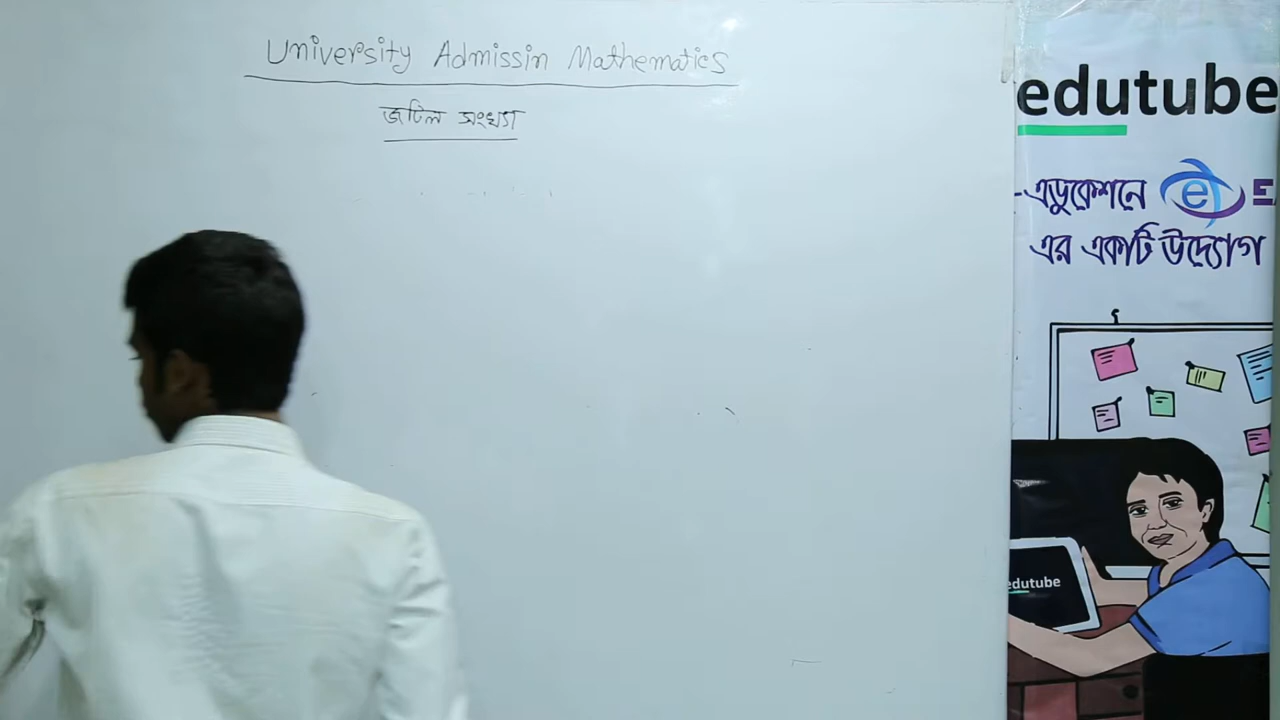 University Admissin Mathematics
জটিল সংখ্যা
edutube
-এডুকেশনে e
এর একটি উদ্যোগ
edutube